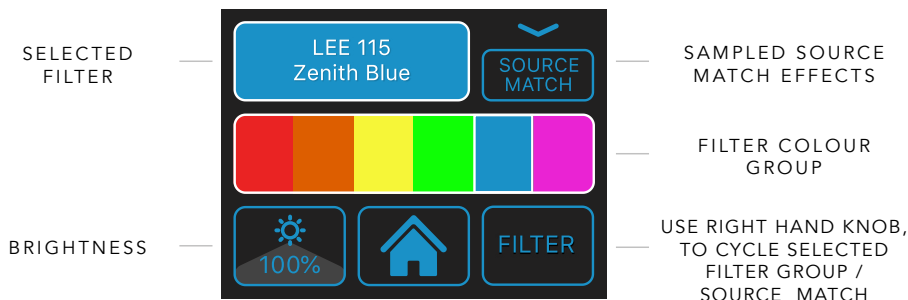 SELECTED
FILTER
LEE 115
Zenith Blue
SOURCE
MATCH
SAMPLED SOURCE
MATCH EFFECTS
FILTER COLOUR
GROUP
BRIGHTNESS
100%
FILTER
USE RIGHT HAND KNOB,
TO CYCLE SELECTED
FILTER GROUP /
SOURCE MATCH